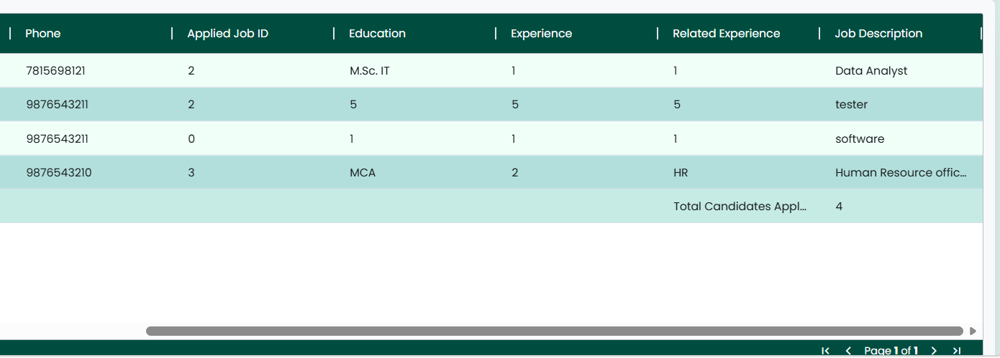 Phone Applied Job ID Education Experience Related Experience Job Description
7815698121 2 M.Sc. IT 1 1 Data Analyst
9876543211 2 5 5 5 tester
9876543211 0 1 1 1 software
9876543210 3 MCA 2 HR Human Resource offic...
Total Candidates Appl... 4
Page 1 of 1